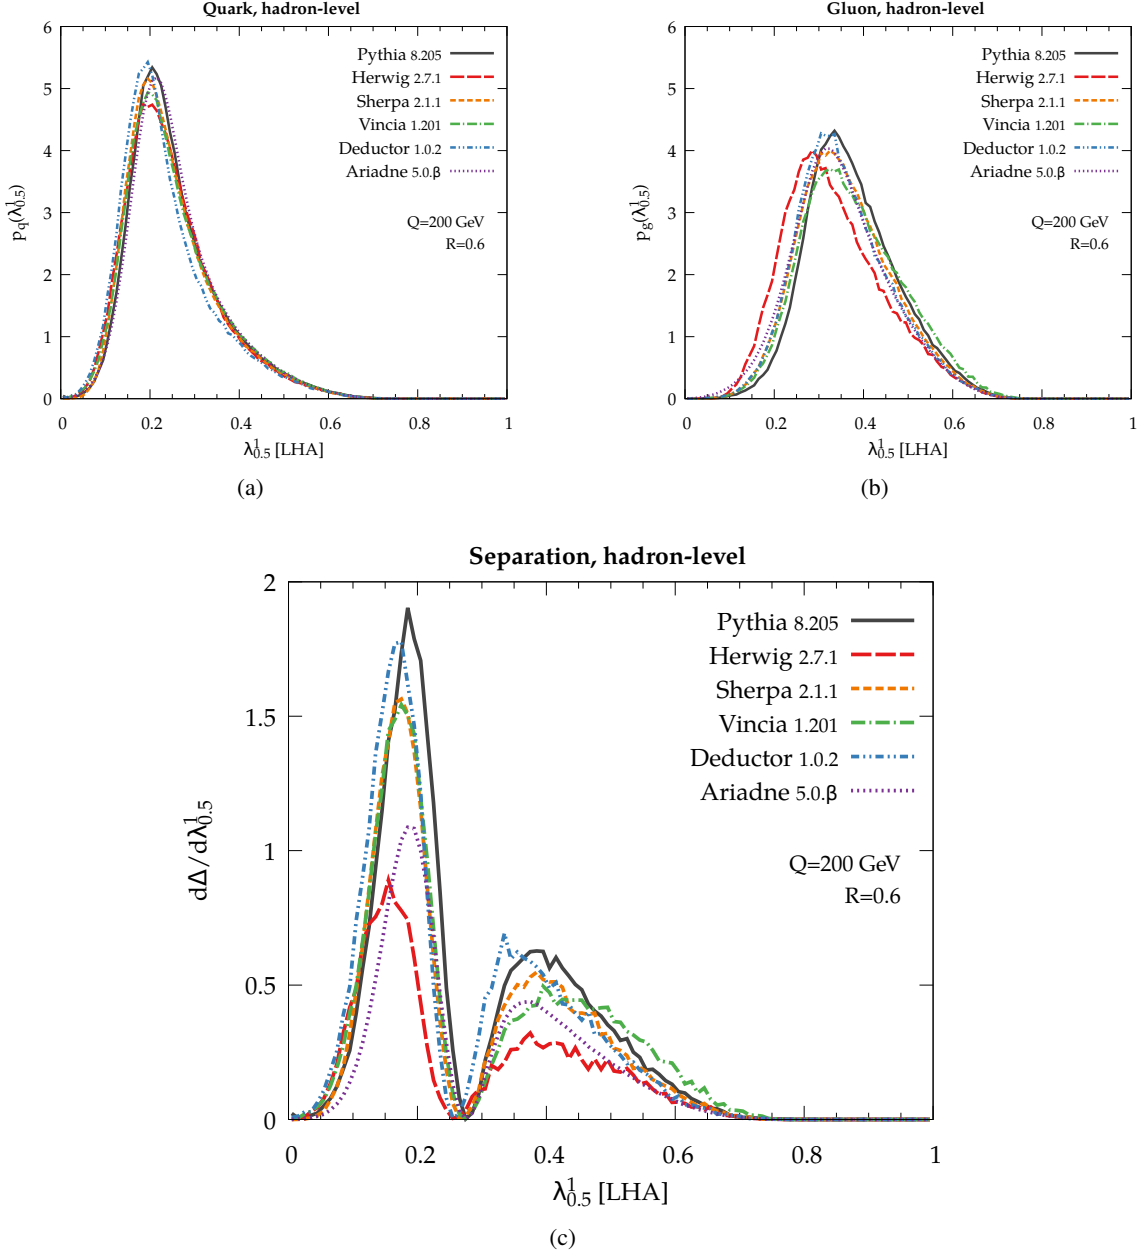 Quark, hadron-level
6
5
4
3
2
1
0
p_q(λ^1_0.5)
Pythia 8.205
Herwig 2.7.1
Sherpa 2.1.1
Vincia 1.201
Deductor 1.0.2
Ariadne 5.0.β
Q=200 GeV
R=0.6
0 0.2 0.4 0.6 0.8 1
λ^1_0.5 [LHA]
(a)
Gluon, hadron-level
6
5
4
3
2
1
0
p_g(λ^1_0.5)
Pythia 8.205
Herwig 2.7.1
Sherpa 2.1.1
Vincia 1.201
Deductor 1.0.2
Ariadne 5.0.β
Q=200 GeV
R=0.6
0 0.2 0.4 0.6 0.8 1
λ^1_0.5 [LHA]
(b)
Separation, hadron-level
2
1.5
1
0.5
0
dΔ/dλ^1_0.5
Pythia 8.205
Herwig 2.7.1
Sherpa 2.1.1
Vincia 1.201
Deductor 1.0.2
Ariadne 5.0.β
Q=200 GeV
R=0.6
0 0.2 0.4 0.6 0.8 1
λ^1_0.5 [LHA]
(c)